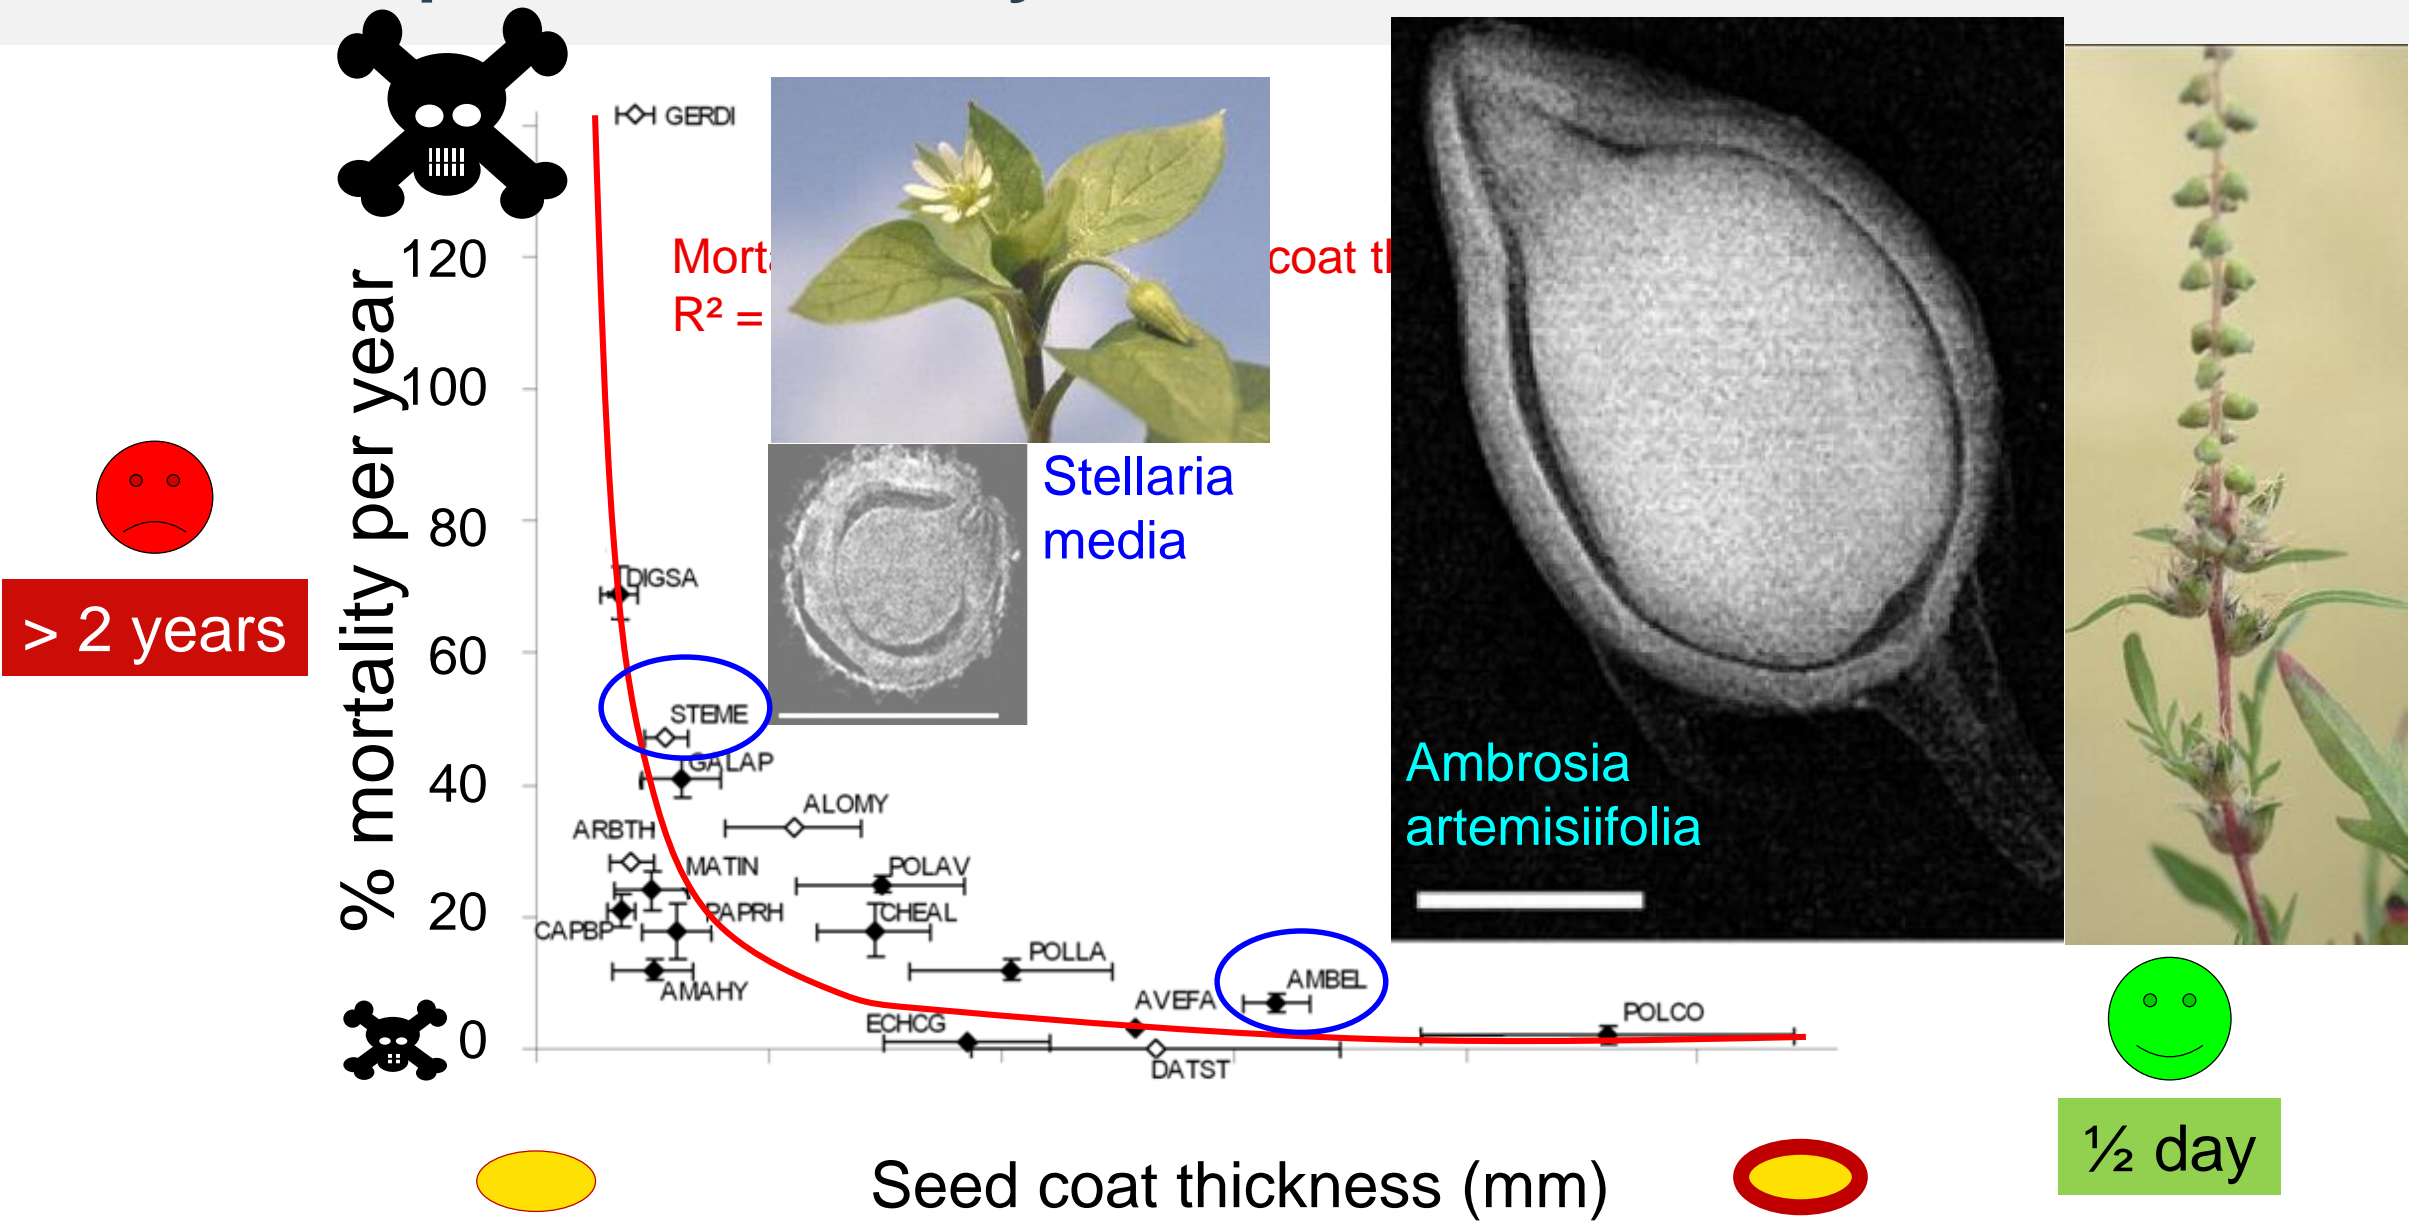 GERDI
120
R² =
coat
% mortality per year
100
Stellaria
media
80
DIGSA
> 2 years
60
STEME
GALAP
Ambrosia
artemisiifolia
40
ALOMY
ARBTH
MATIN
POLAV
20
PAPRH
CHEAL
CAPBP
POLLA
AMAHY
AMBEL
AVEFA
POLCO
ECHCG
0
DATST
½ day
Seed coat thickness (mm)